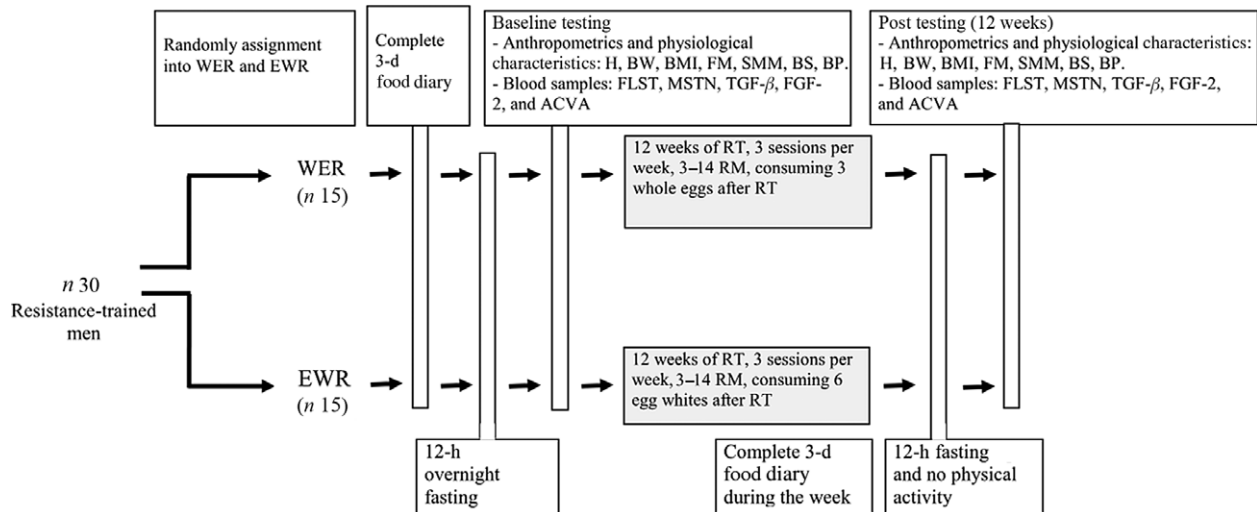 Randomly assignment
into WER and EWR
Complete
3-d
food diary
Baseline testing
- Anthropometrics and physiological
characteristics: H, BW, BMI, FM, SMM, BS, BP.
- Blood samples: FLST, MSTN, TGF-β, FGF-
2, and ACVA
Post testing (12 weeks)
- Anthropometrics and physiological characteristics:
H, BW, BMI, FM, SMM, BS, BP.
- Blood samples: FLST, MSTN, TGF-β, FGF-2,
and ACVA
WER
(n 15)
12 weeks of RT, 3 sessions per
week, 3–14 RM, consuming 3
whole eggs after RT
n 30
Resistance-trained
men
EWR
(n 15)
12 weeks of RT, 3 sessions per
week, 3–14 RM, consuming 6
egg whites after RT
12-h
overnight
fasting
Complete 3-d
food diary
during the week
12-h fasting
and no physical
activity